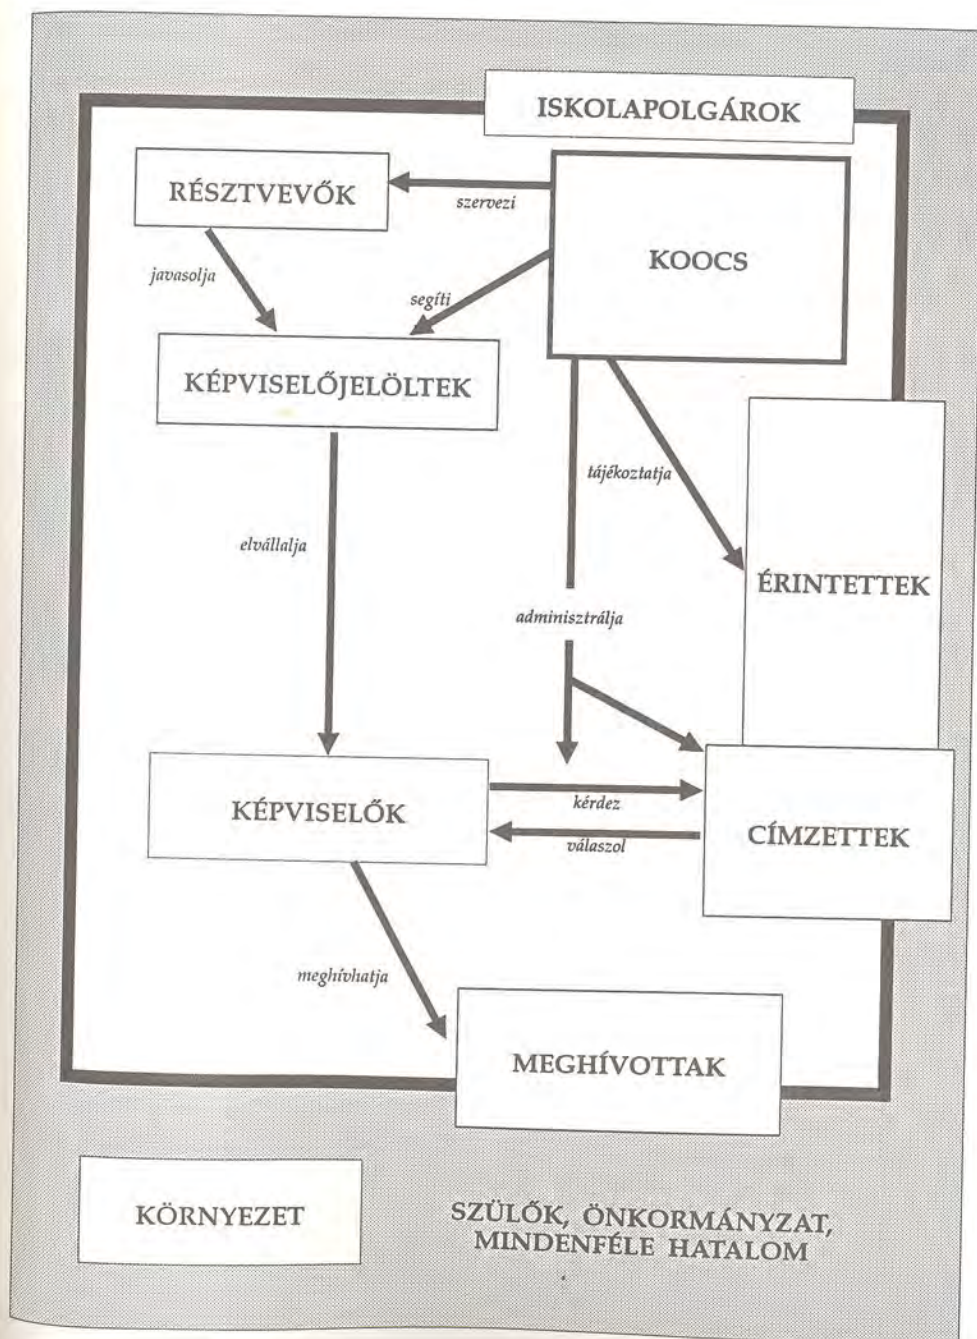 ISKOLAPOLGÁROK
RÉSZTVEVŐK
szervezi
KOOCS
javasolja
segíti
KÉPVISELŐJELÖLTEK
tájékoztatja
elvállalja
ÉRINTETTEK
adminisztrálja
KÉPVISELŐK
kérdez
válaszol
CÍMZETTEK
meghívhatja
MEGHÍVOTTAK
KÖRNYEZET
SZÜLŐK, ÖNKORMÁNYZAT,
MINDENFÉLE HATALOM